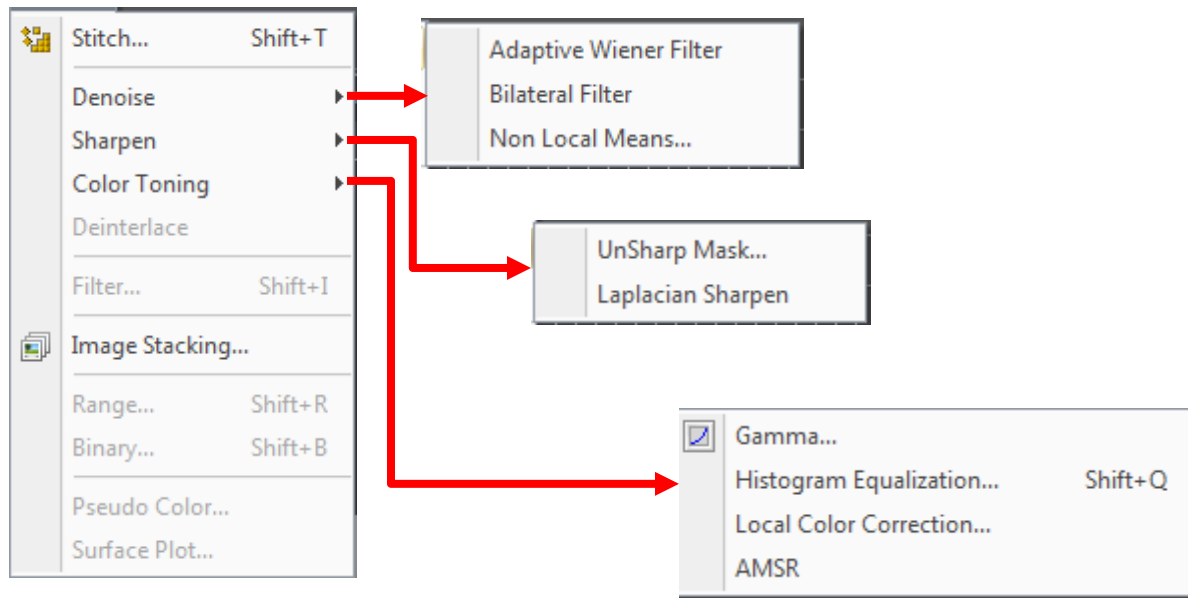 Stitch... Shift+T
Denoise
Sharpen
Color Toning
Deinterlace
Filter... Shift+I
Image Stacking...
Range... Shift+R
Binary... Shift+B
Pseudo Color...
Surface Plot...
Adaptive Wiener Filter
Bilateral Filter
Non Local Means...
UnSharp Mask...
Laplacian Sharpen
Gamma...
Histogram Equalization... Shift+Q
Local Color Correction...
AMSR